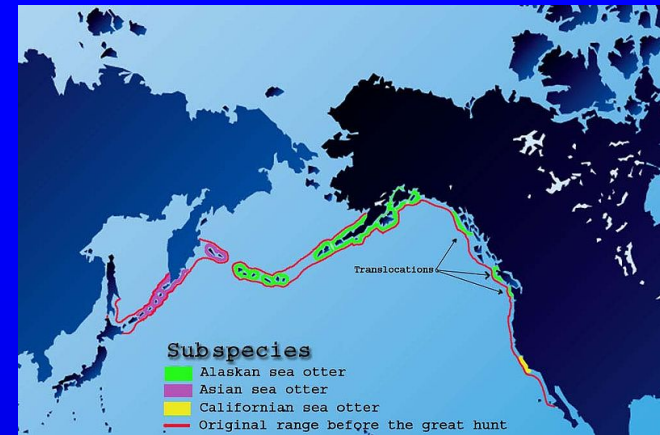 Translocations
Subspecies
Alaskan sea otter
Asian sea otter
Californian sea otter
Original range before the great hunt